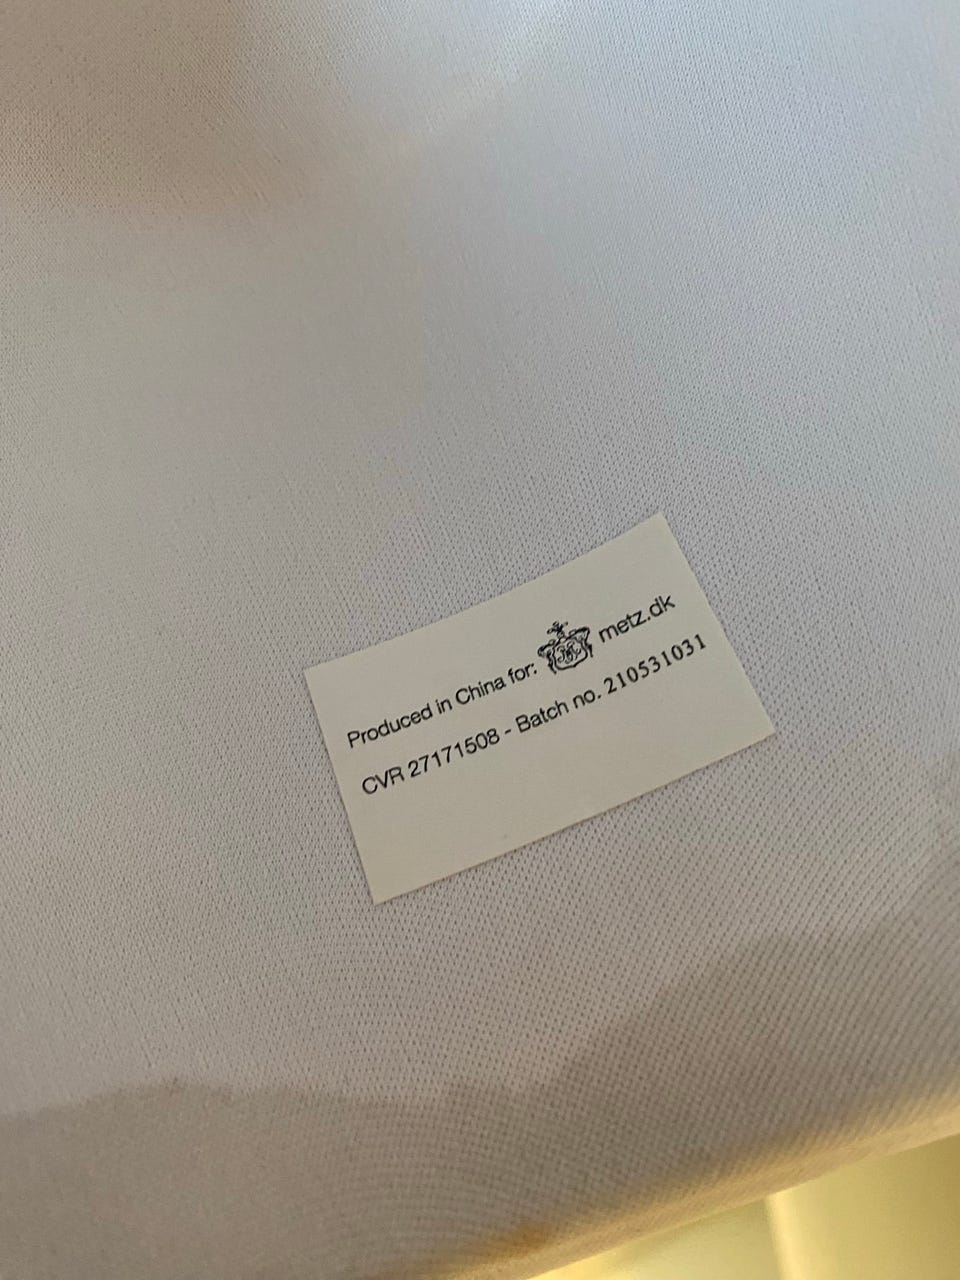 Produced in China for: metz.dk
CVR 27171508 - Batch no. 210531031